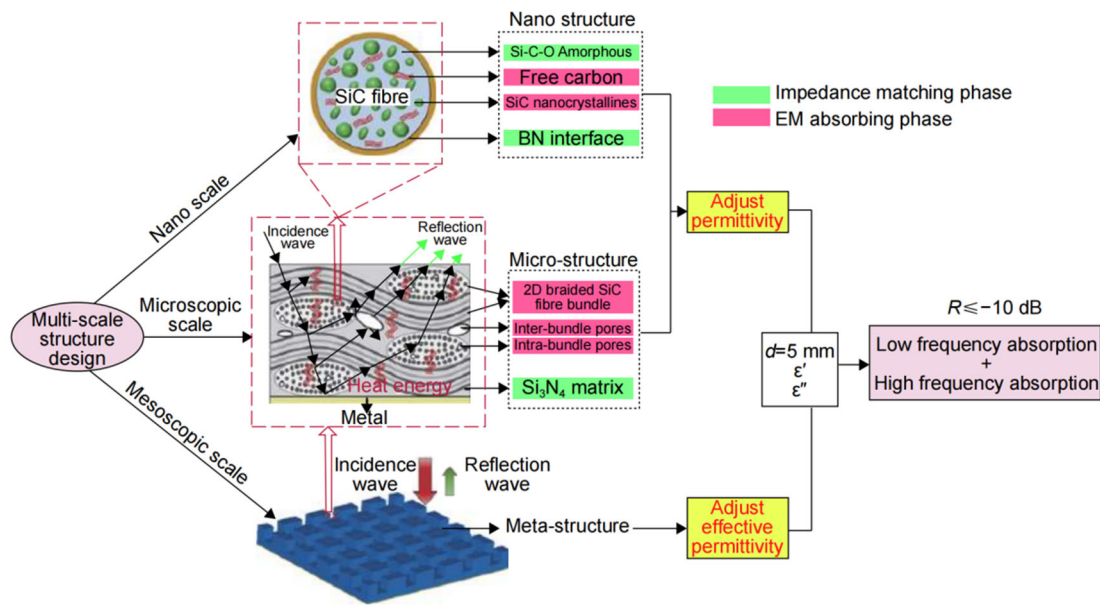 Nano structure
Si-C-O Amorphous
Free carbon
SiC nanocrystallines
BN interface
SiC fibre
Impedance matching phase
EM absorbing phase
Nano scale
Incidence
wave
Reflection
wave
Micro-structure
2D braided SiC
fibre bundle
Inter-bundle pores
Intra-bundle pores
Si₃N₄ matrix
Heat energy
Metal
Adjust
permittivity
Microscopic
scale
Multi-scale
structure
design
R⩽−10 dB
d=5 mm
ε′
ε″
Low frequency absorption
+
High frequency absorption
Mesoscopic scale
Incidence
wave
Reflection
wave
Meta-structure
Adjust
effective
permittivity